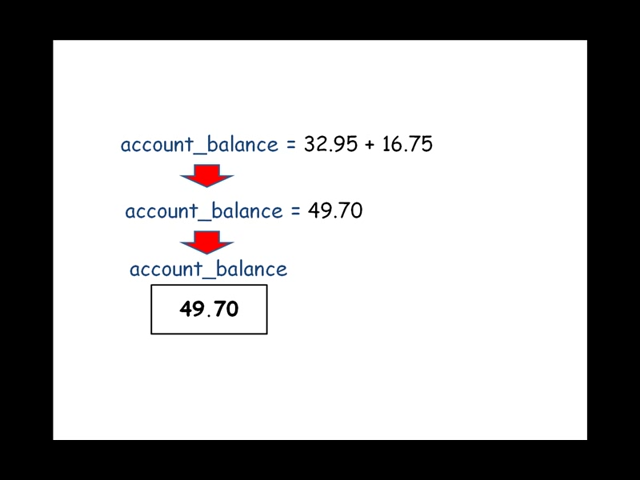 account_balance = 32.95 + 16.75
account_balance = 49.70
account_balance
49.70